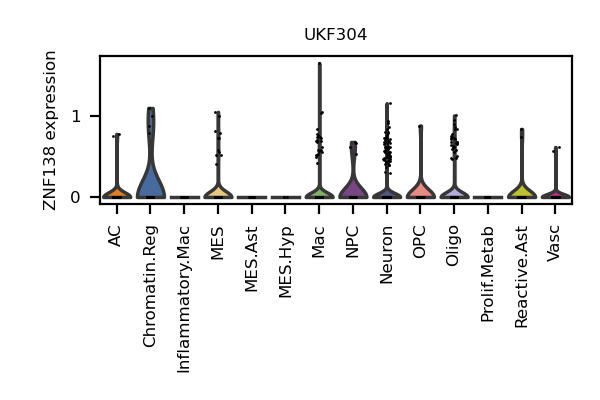 UKF304
ZNF138 expression
1
0
AC
Chromatin.Reg
Inflammatory.Mac
MES
MES.Ast
MES.Hyp
Mac
NPC
Neuron
OPC
Oligo
Prolif.Metab
Reactive.Ast
Vasc